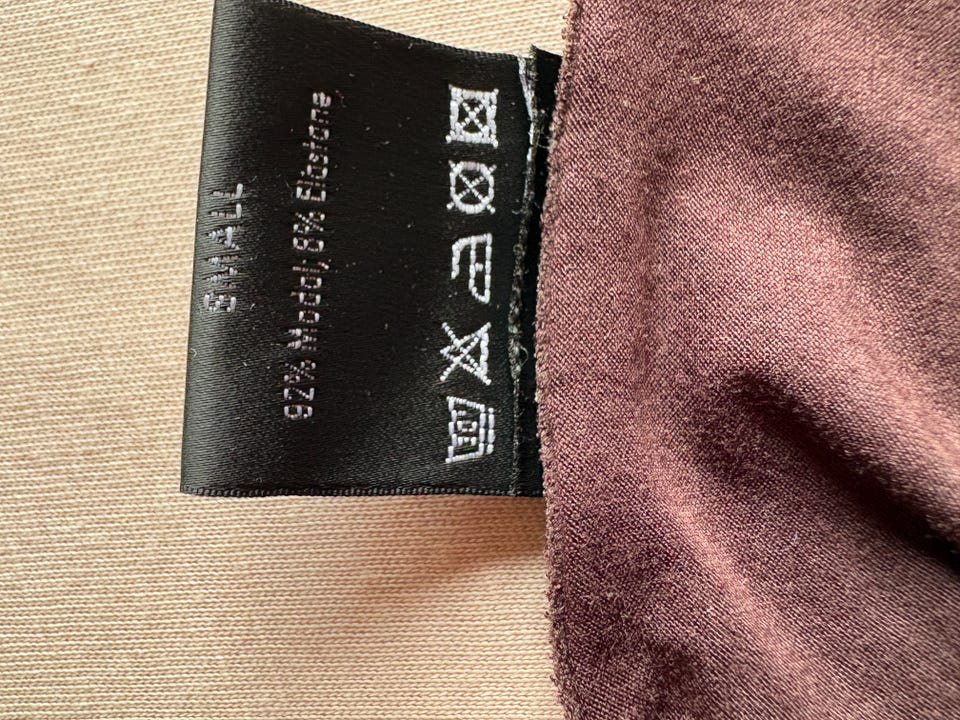 SMALL
92% Modal; 8% Elastane